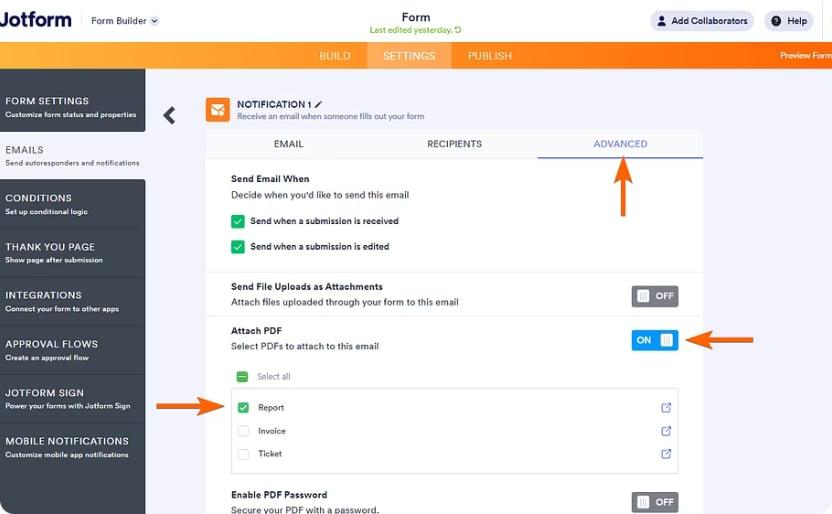 Jotform
Form Builder
Form
Last edited yesterday.
Add Collaborators
Help
BUILD
SETTINGS
PUBLISH
Preview Form
FORM SETTINGS
Customize form status and properties
EMAILS
Send autoresponders and notifications
CONDITIONS
Set up conditional logic
THANK YOU PAGE
Show page after submission
INTEGRATIONS
Connect your form to other apps
APPROVAL FLOWS
Create an approval flow
JOTFORM SIGN
Power your forms with Jotform Sign
MOBILE NOTIFICATIONS
Customize mobile app notifications
NOTIFICATION 1
Receive an email when someone fills out your form
EMAIL
RECIPIENTS
ADVANCED
Send Email When
Decide when you'd like to send this email
Send when a submission is received
Send when a submission is edited
Send File Uploads as Attachments
Attach files uploaded through your form to this email
OFF
Attach PDF
Select PDFs to attach to this email
ON
Select all
Report
Invoice
Ticket
Enable PDF Password
Secure your PDF with a password.
OFF